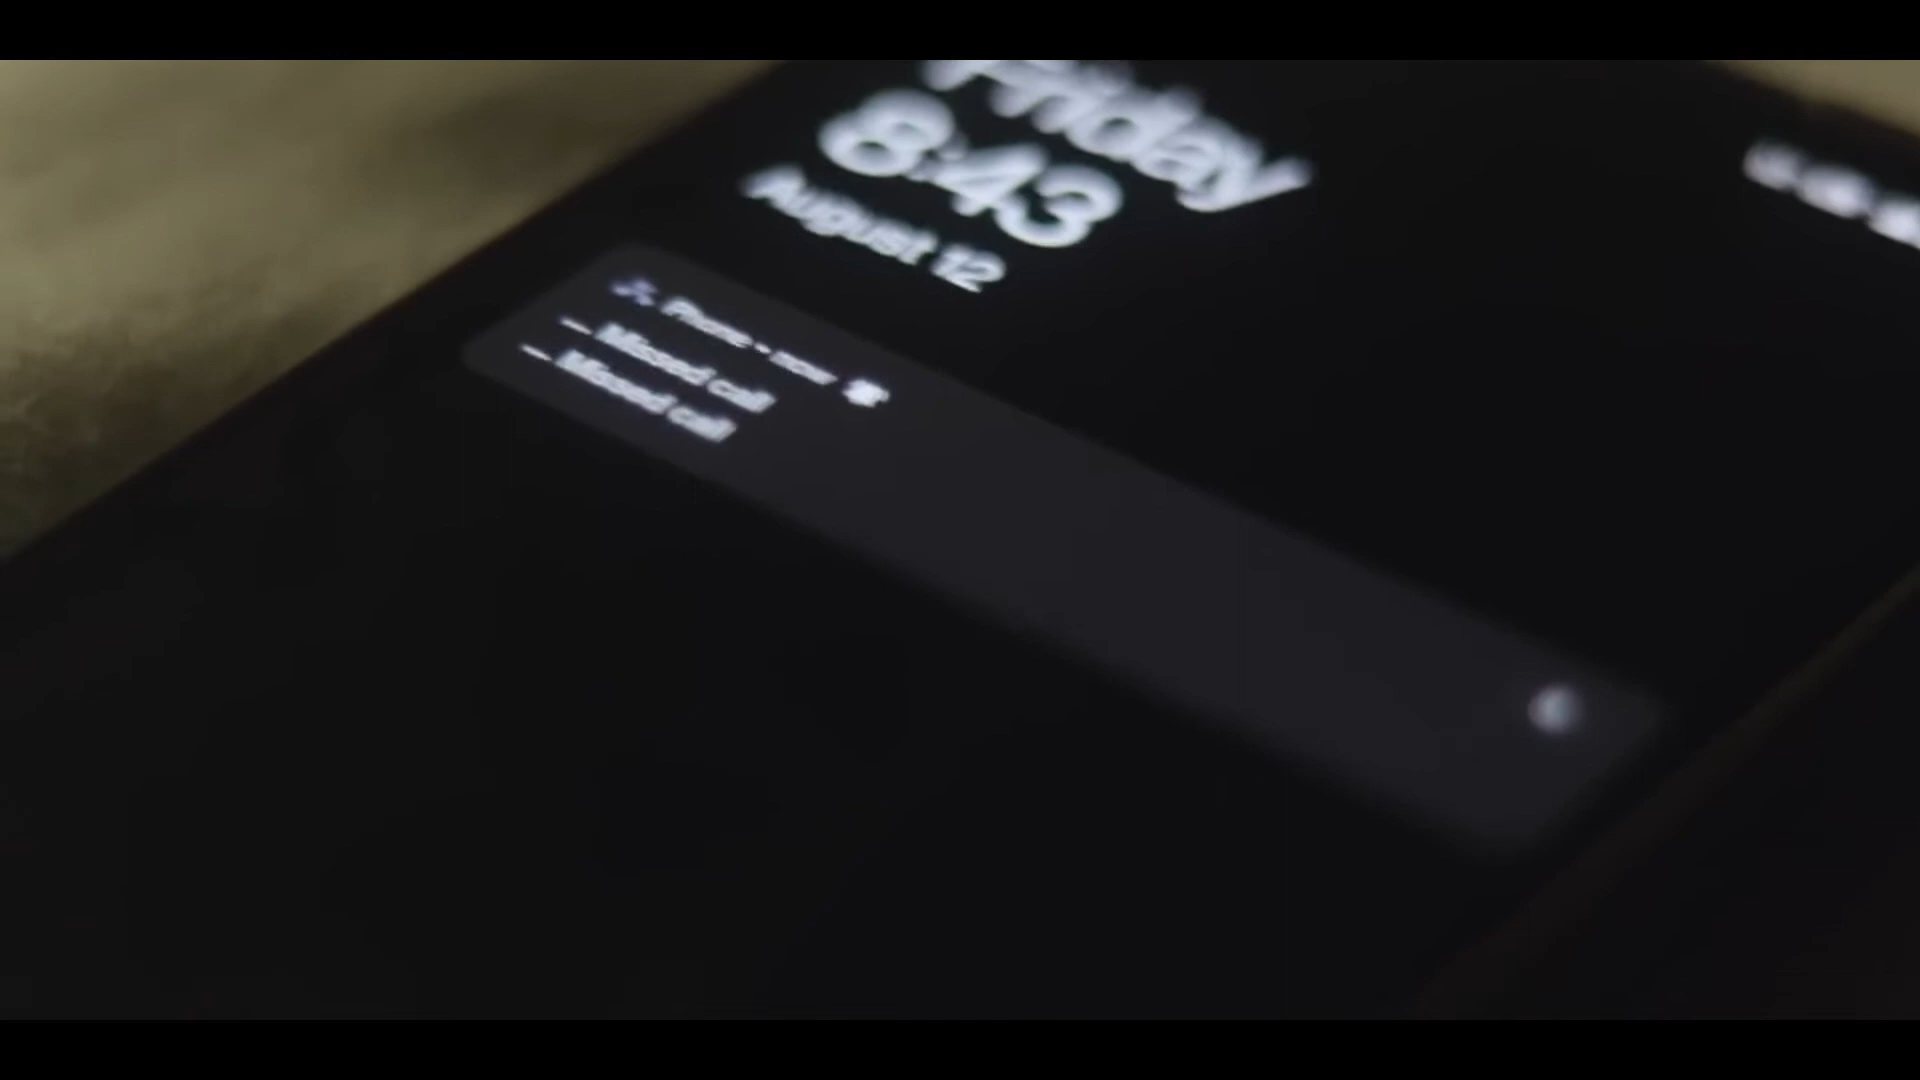 Friday
8:43
August 12
Phone • now
— Missed call
— Missed call